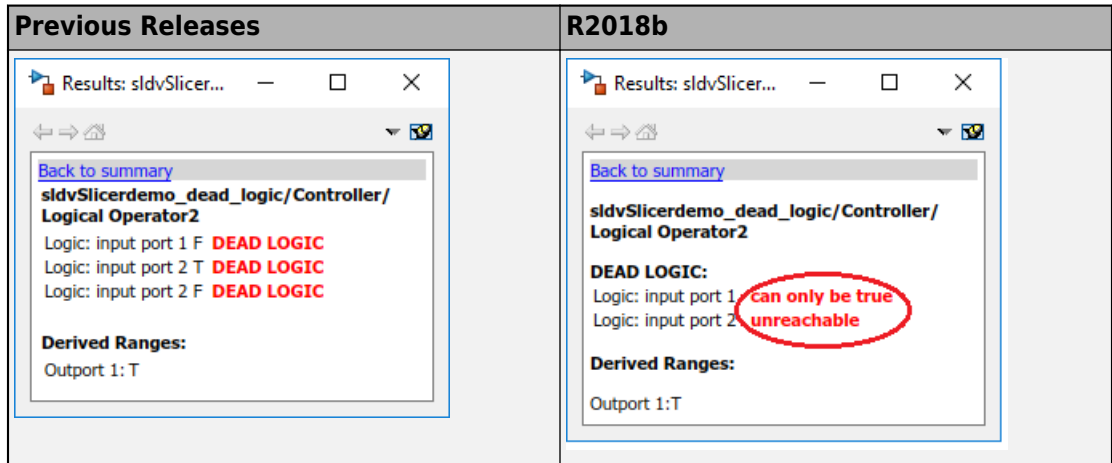 Previous Releases
R2018b
Results: sldvSlicer...
Back to summary
sldvSlicerdemo_dead_logic/Controller/
Logical Operator2
Logic: input port 1 F DEAD LOGIC
Logic: input port 2 T DEAD LOGIC
Logic: input port 2 F DEAD LOGIC
Derived Ranges:
Outport 1: T
Results: sldvSlicer...
Back to summary
sldvSlicerdemo_dead_logic/Controller/
Logical Operator2
DEAD LOGIC:
Logic: input port 1 can only be true
Logic: input port 2 unreachable
Derived Ranges:
Outport 1:T